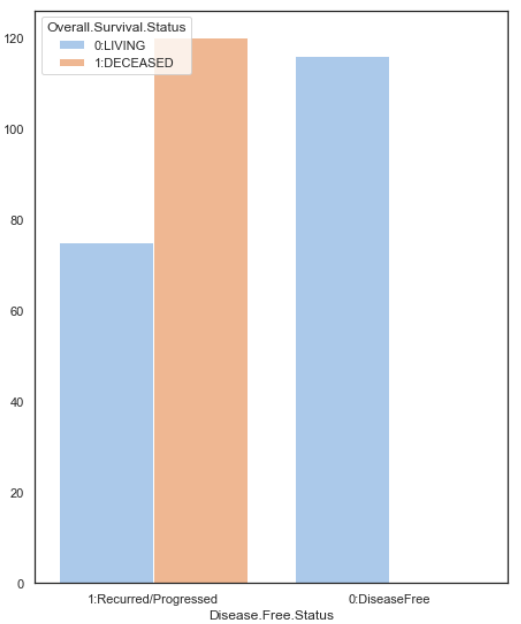 Overall.Survival.Status
0:LIVING
1:DECEASED
120
100
80
60
40
20
0
1:Recurred/Progressed 0:DiseaseFree
Disease.Free.Status